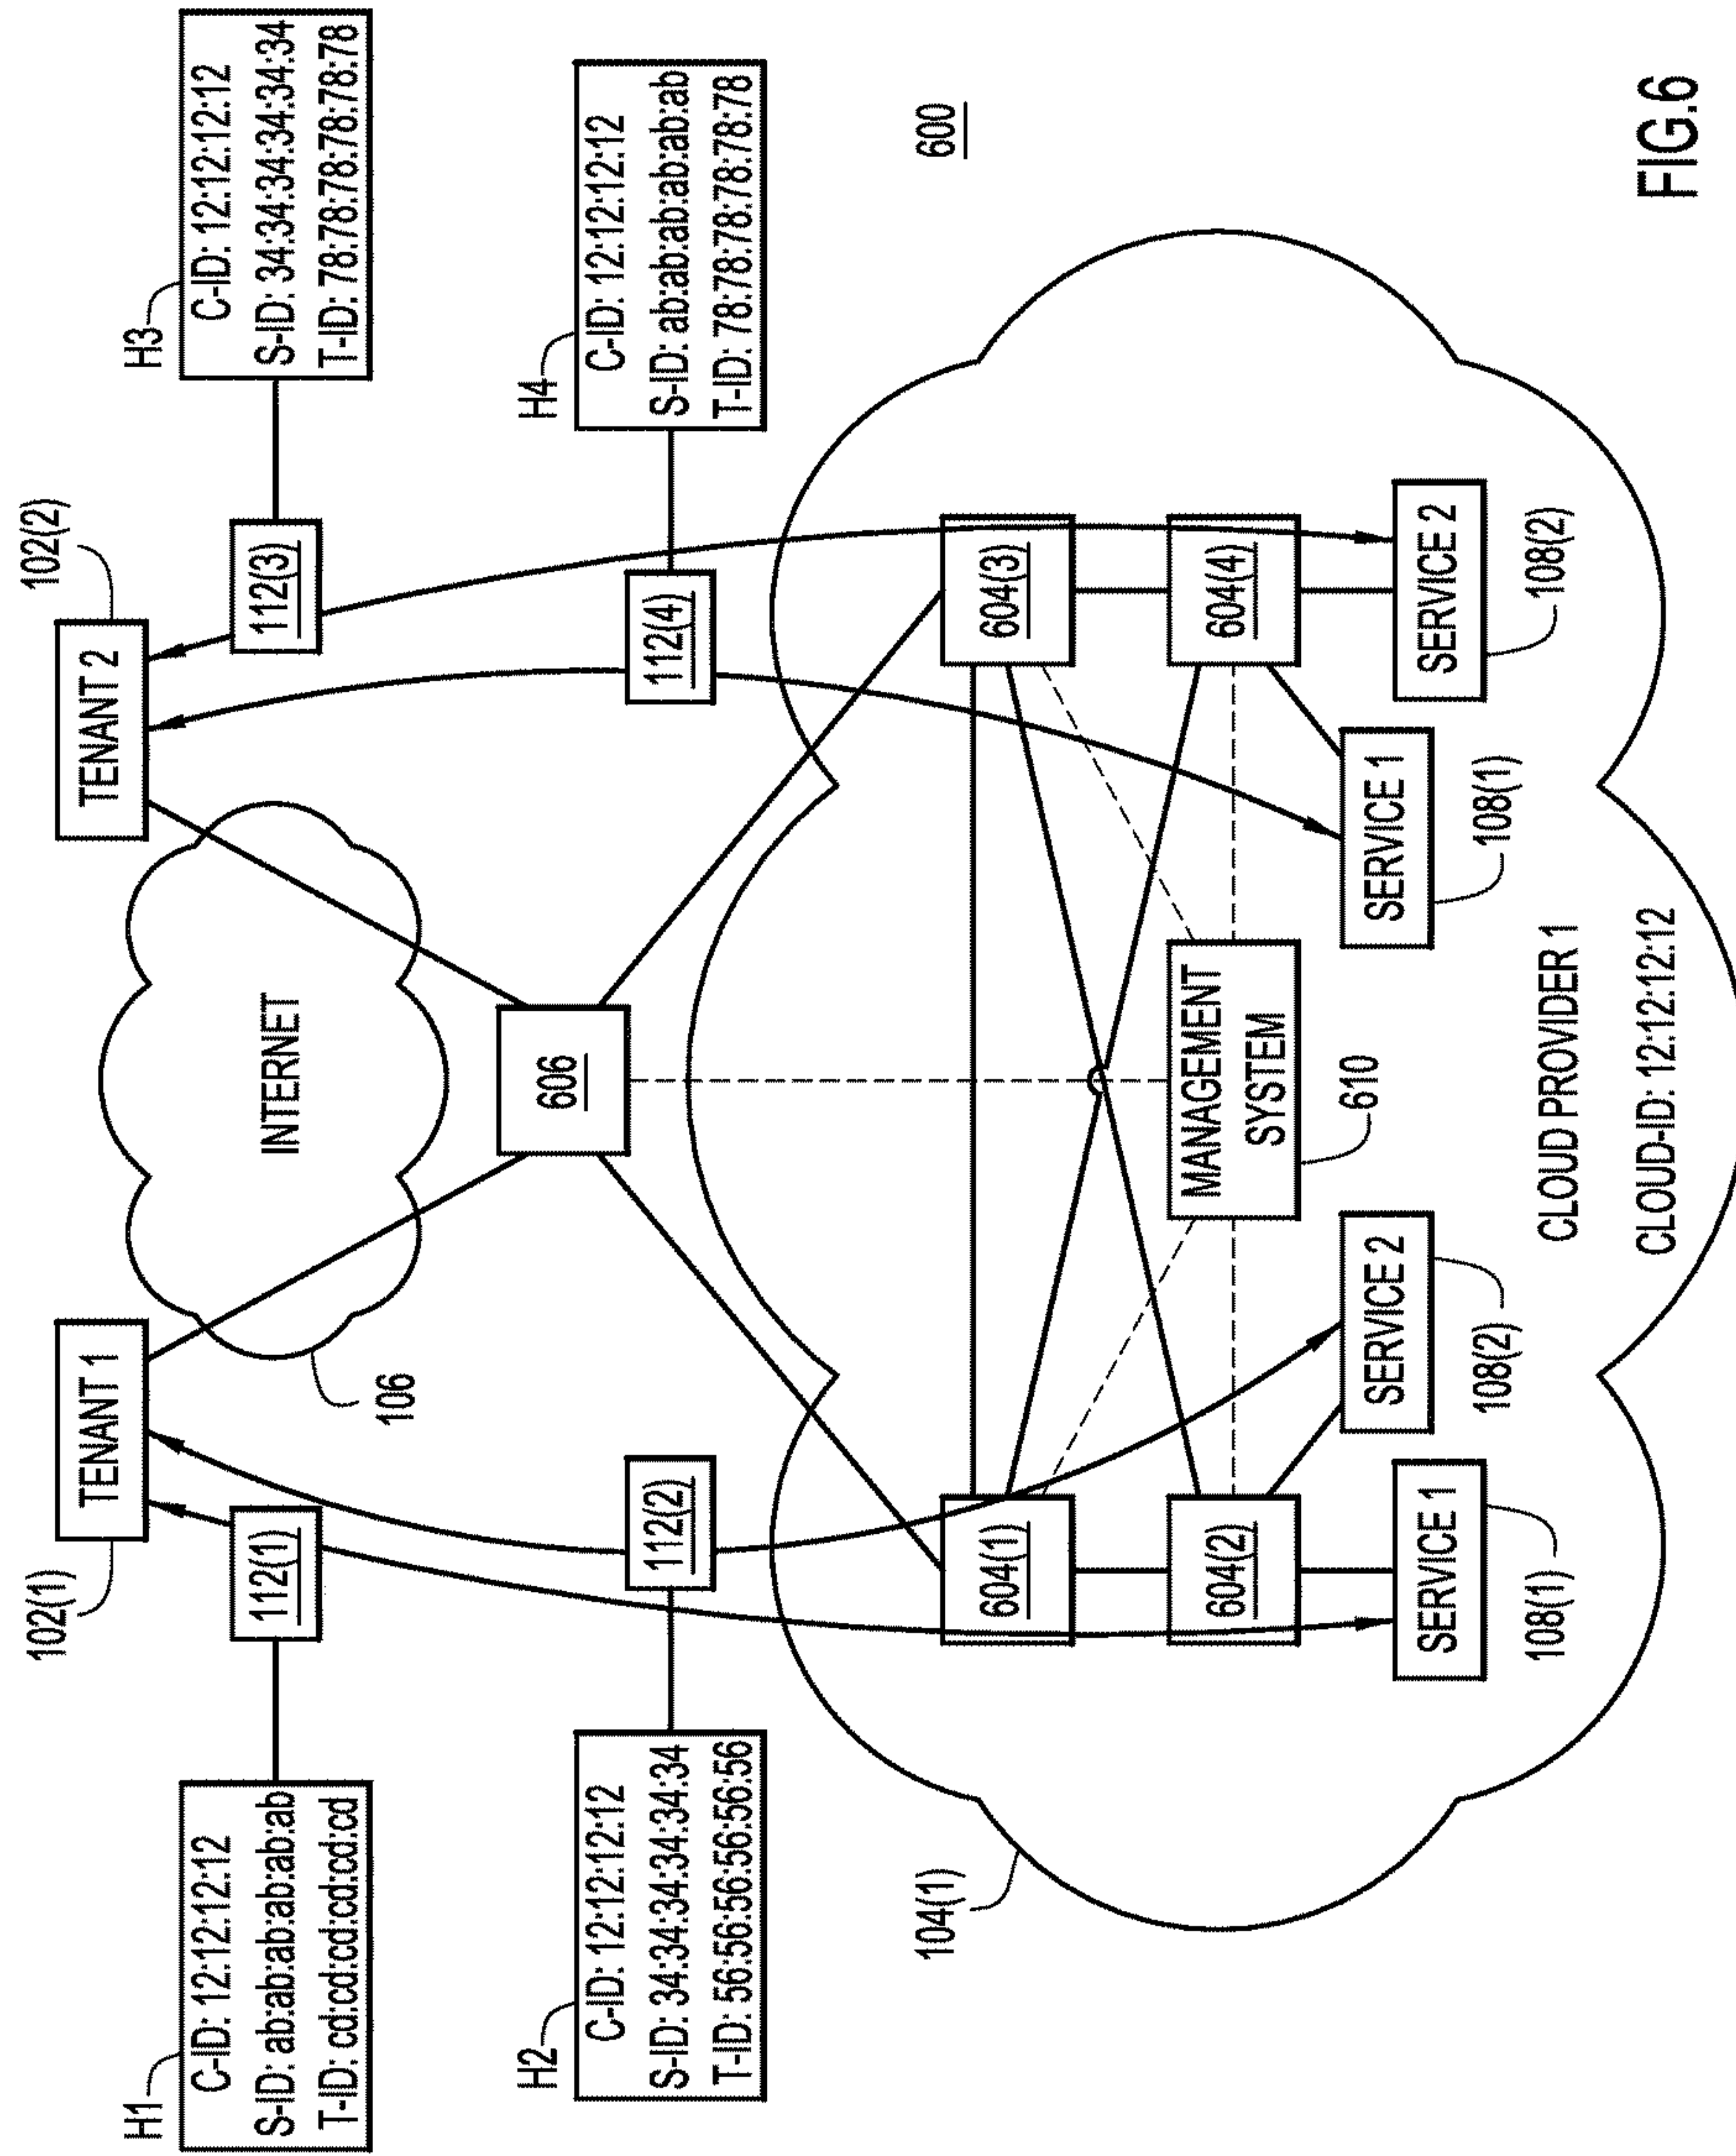 102(1)
102(2)
TENANT 1
TENANT 2
H1
C-ID: 12:12:12:12
S-ID: ab:ab:ab:ab:ab:ab
T-ID: cd:cd:cd:cd:cd:cd
112(1)
INTERNET
106
112(3)
H3
C-ID: 12:12:12:12
S-ID: 34:34:34:34:34:34
T-ID: 78:78:78:78:78:78
H2
C-ID: 12:12:12:12
S-ID: 34:34:34:34:34:34
T-ID: 56:56:56:56:56:56
112(2)
606
112(4)
H4
C-ID: 12:12:12:12
S-ID: ab:ab:ab:ab:ab:ab
T-ID: 78:78:78:78:78:78
600
104(1)
604(1)
604(3)
604(2)
MANAGEMENT
SYSTEM
610
604(4)
SERVICE 1
108(1)
SERVICE 2
108(2)
SERVICE 1
108(1)
SERVICE 2
108(2)
CLOUD PROVIDER 1
CLOUD-ID: 12:12:12:12
FIG.6